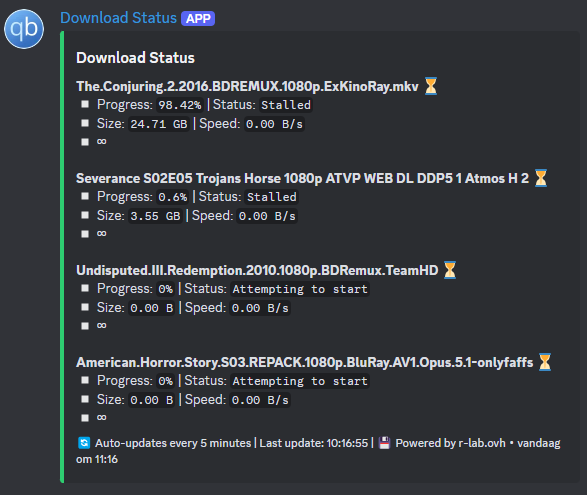 qb
Download Status APP
Download Status
The.Conjuring.2.2016.BDREMUX.1080p.ExKinoRay.mkv ⏳
Progress: 98.42% | Status: Stalled
Size: 24.71 GB | Speed: 0.00 B/s
∞
Severance S02E05 Trojans Horse 1080p ATVP WEB DL DDP5 1 Atmos H 2 ⏳
Progress: 0.6% | Status: Stalled
Size: 3.55 GB | Speed: 0.00 B/s
∞
Undisputed.III.Redemption.2010.1080p.BDRemux.TeamHD ⏳
Progress: 0% | Status: Attempting to start
Size: 0.00 B | Speed: 0.00 B/s
∞
American.Horror.Story.S03.REPACK.1080p.BluRay.AV1.Opus.5.1-onlyfaffs ⏳
Progress: 0% | Status: Attempting to start
Size: 0.00 B | Speed: 0.00 B/s
∞
🔄 Auto-updates every 5 minutes | Last update: 10:16:55 | 💾 Powered by r-lab.ovh • vandaag
om 11:16